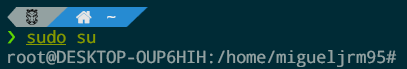 ~
❯ sudo su
root@DESKTOP-OUP6HIH:/home/migueljrm95#